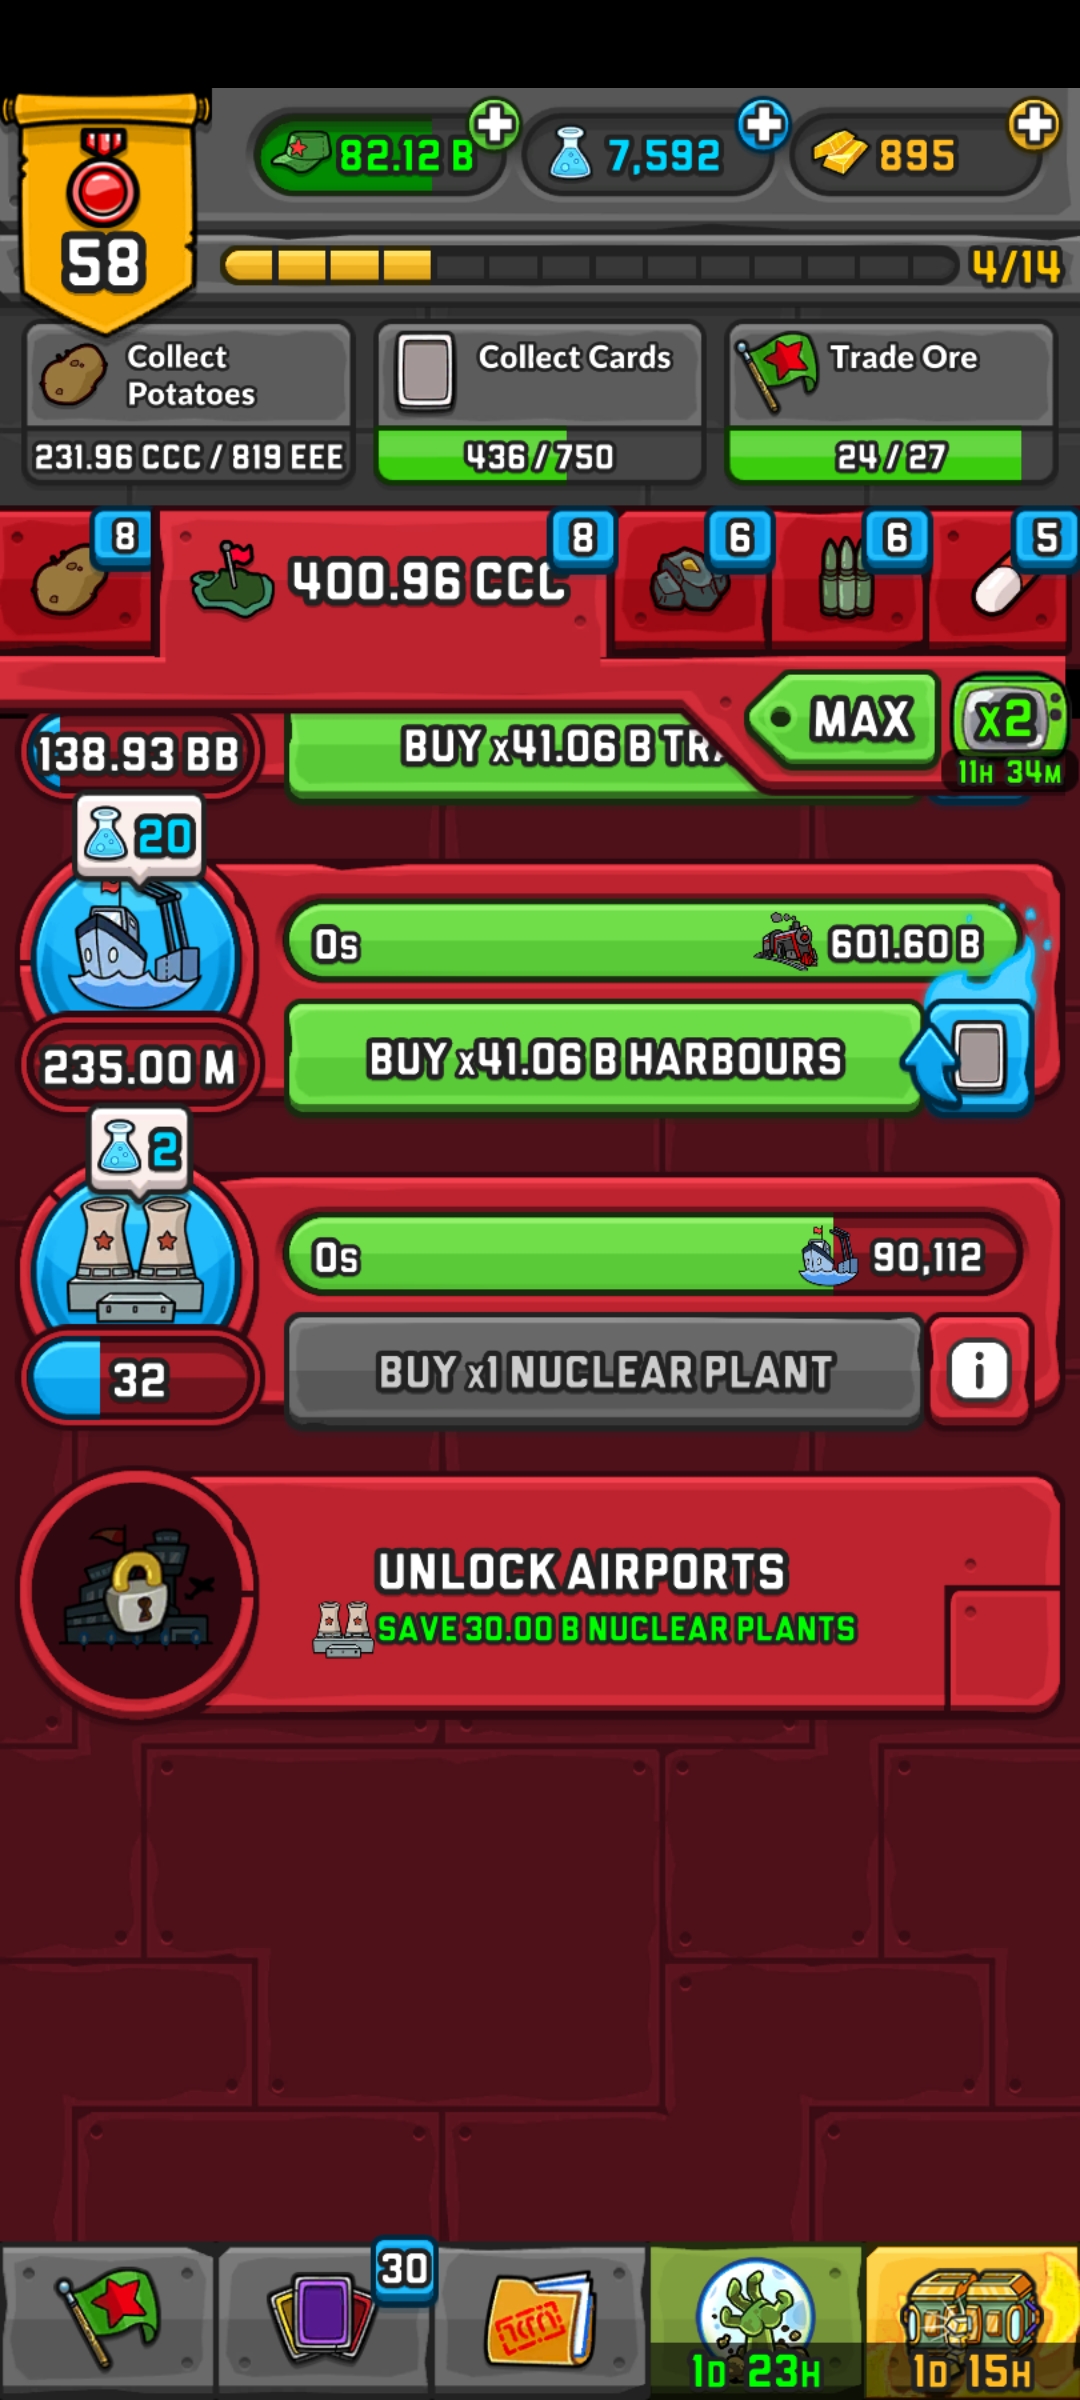 58
82.12 B
7,592
895
4/14
Collect
Potatoes
231.96 CCC / 819 EEE
Collect Cards
436 / 750
Trade Ore
24 / 27
8
400.96 CCC
8
6
6
5
MAX
x2
11H 34M
138.93 BB
BUY x41.06 B TRA
20
0s
601.60 B
235.00 M
BUY x41.06 B HARBOURS
2
0s
90,112
32
BUY x1 NUCLEAR PLANT
i
UNLOCK AIRPORTS
SAVE 30.00 B NUCLEAR PLANTS
30
1D 23H
1D 15H